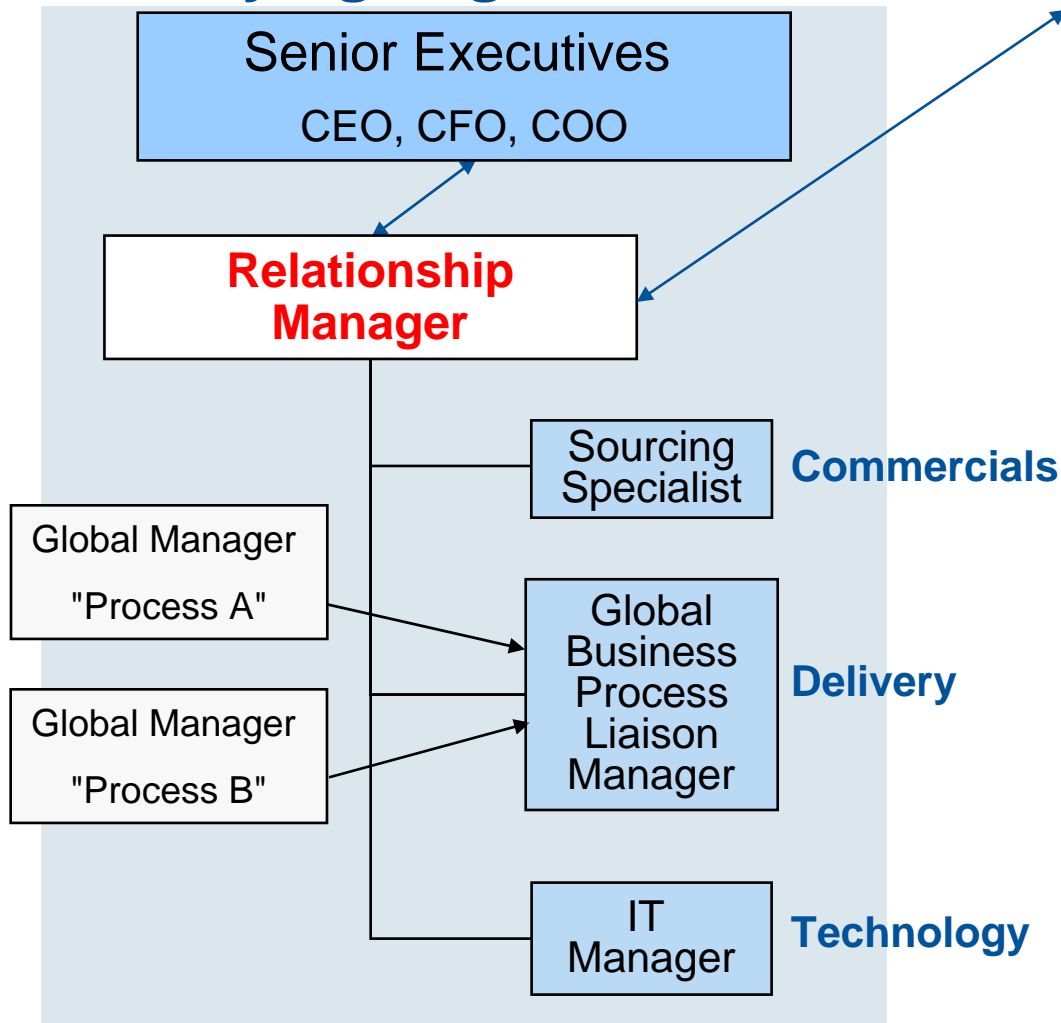 Senior Executives
CEO, CFO, COO
Relationship
Manager
Sourcing
Specialist
Commercials
Global Manager
"Process A"
Global
Business
Process
Liaison
Manager
Delivery
Global Manager
"Process B"
IT
Manager
Technology